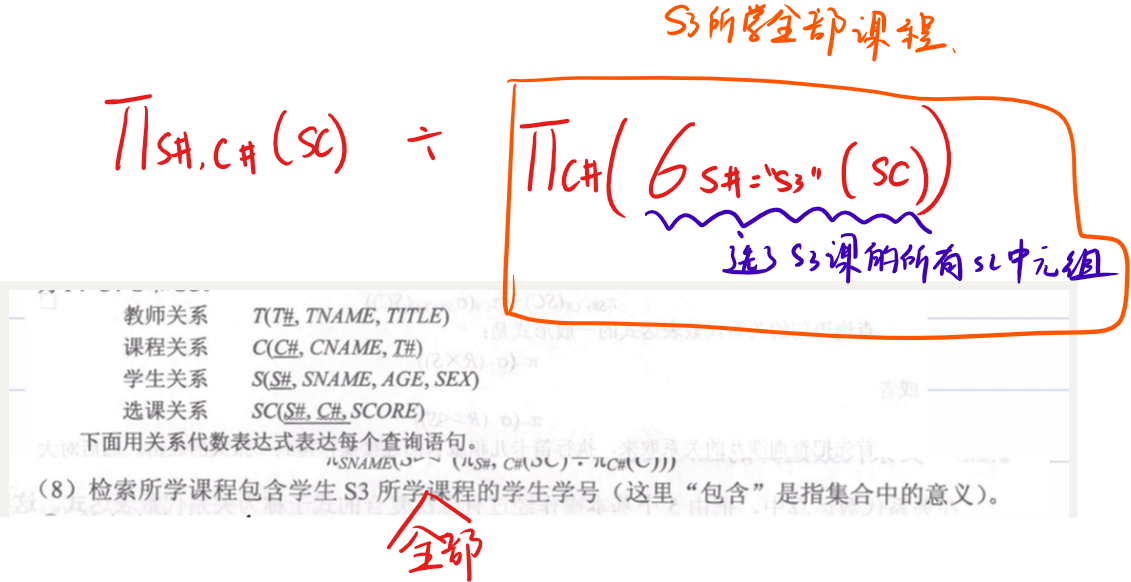 S3所学全部课程.
π S#,C# (SC) ÷ π C# (σ S#="S3" (SC))
选了S3课的所有SC中元组
教师关系 T(T#, TNAME, TITLE)
课程关系 C(C#, CNAME, T#)
学生关系 S(S#, SNAME, AGE, SEX)
选课关系 SC(S#, C#, SCORE)
下面用关系代数表达式表达每个查询语句。
(8)检索所学课程包含学生 S3 所学课程的学生学号(这里“包含”是指集合中的意义)。
全部